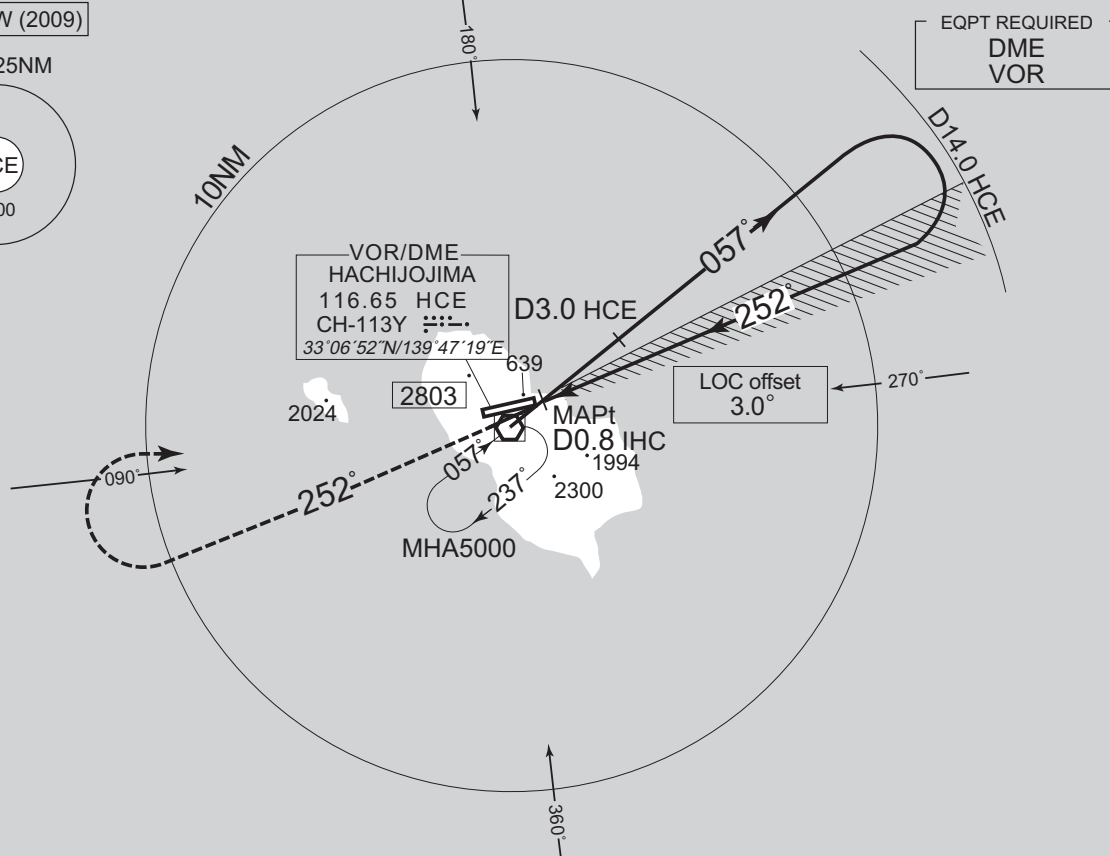 W (2009)
25NM
CE
00
180°
EQPT REQUIRED
DME
VOR
10NM
D14.0 HCE
057°
VOR/DME
HACHIJOJIMA
116.65 HCE
CH-113Y
33°06′52″N/139°47′19″E
D3.0 HCE
252°
639
2803
2024
LOC offset
3.0°
270°
MAPt
D0.8 IHC
1994
2300
057°
237°
090°
252°
MHA5000
360°